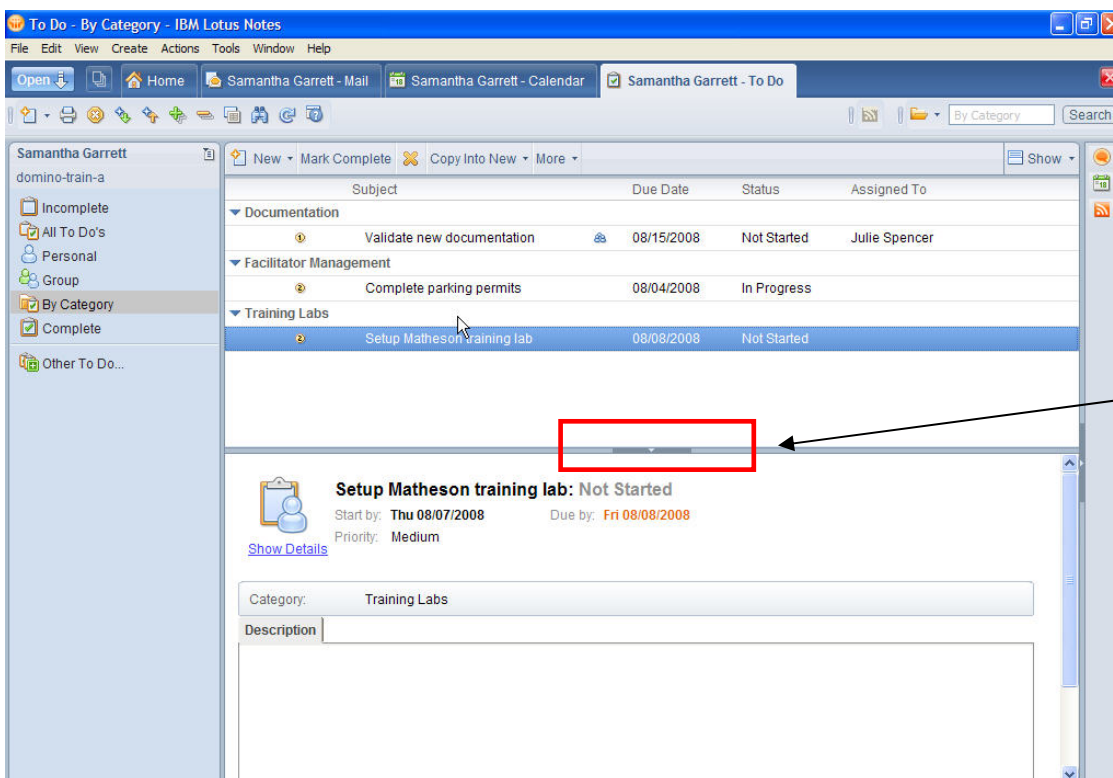 To Do - By Category - IBM Lotus Notes
File Edit View Create Actions Tools Window Help
Open Home Samantha Garrett - Mail Samantha Garrett - Calendar Samantha Garrett - To Do
By Category Search
Samantha Garrett
domino-train-a
Incomplete
All To Do's
Personal
Group
By Category
Complete
Other To Do...
New Mark Complete Copy Into New More Show
Subject Due Date Status Assigned To
Documentation
1 Validate new documentation 08/15/2008 Not Started Julie Spencer
Facilitator Management
2 Complete parking permits 08/04/2008 In Progress
Training Labs
2 Setup Matheson training lab 08/08/2008 Not Started
Setup Matheson training lab: Not Started
Start by: Thu 08/07/2008 Due by: Fri 08/08/2008
Priority: Medium
Show Details
Category: Training Labs
Description